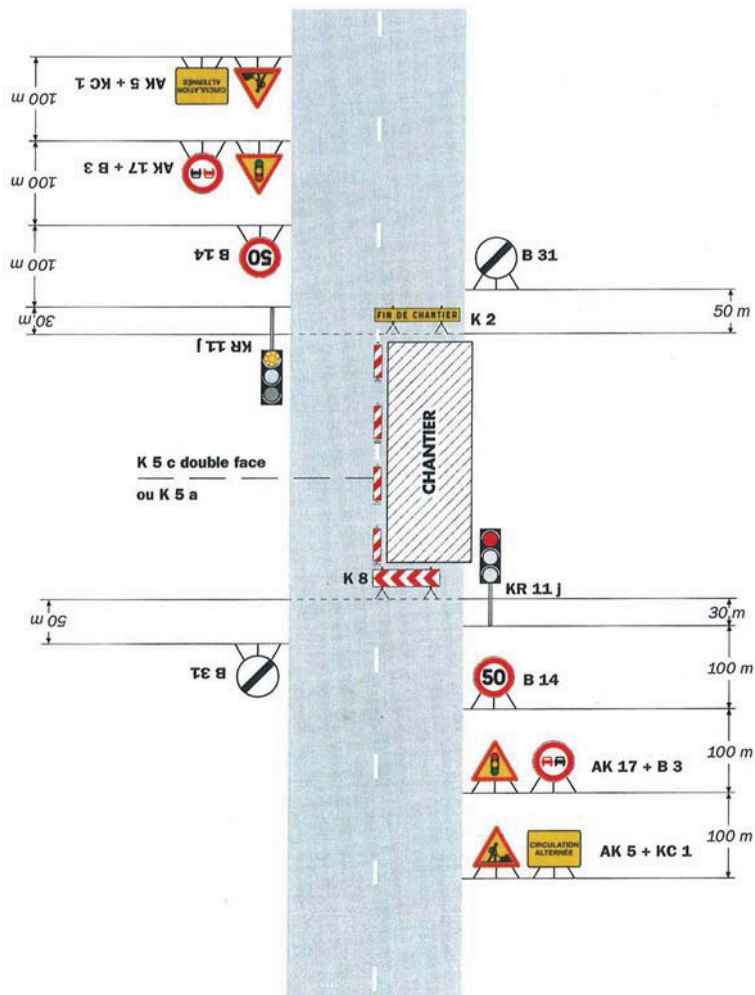 100 m
AK 5 + KC 1
CIRCULATION
ALTERNÉE
100 m
AK 17 + B 3
100 m
B 14
50
30 m
KR 11 j
B 31
50 m
FIN DE CHANTIER
K 2
CHANTIER
K 5 c double face
ou K 5 a
K 8
KR 11 j
50 m
B 31
30 m
50
B 14
100 m
AK 17 + B 3
100 m
CIRCULATION
ALTERNÉE
AK 5 + KC 1
100 m